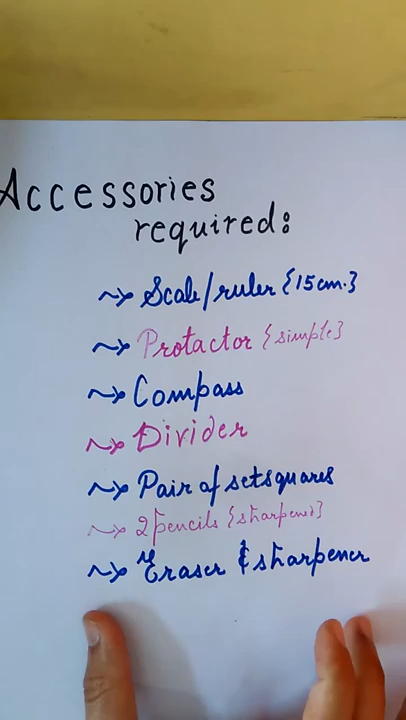 Accessories
required:
Scale/ruler {15cm.}
Protactor {simple}
Compass
Divider
Pair of setsquares
2 pencils {sharpened}
Eraser & sharpener